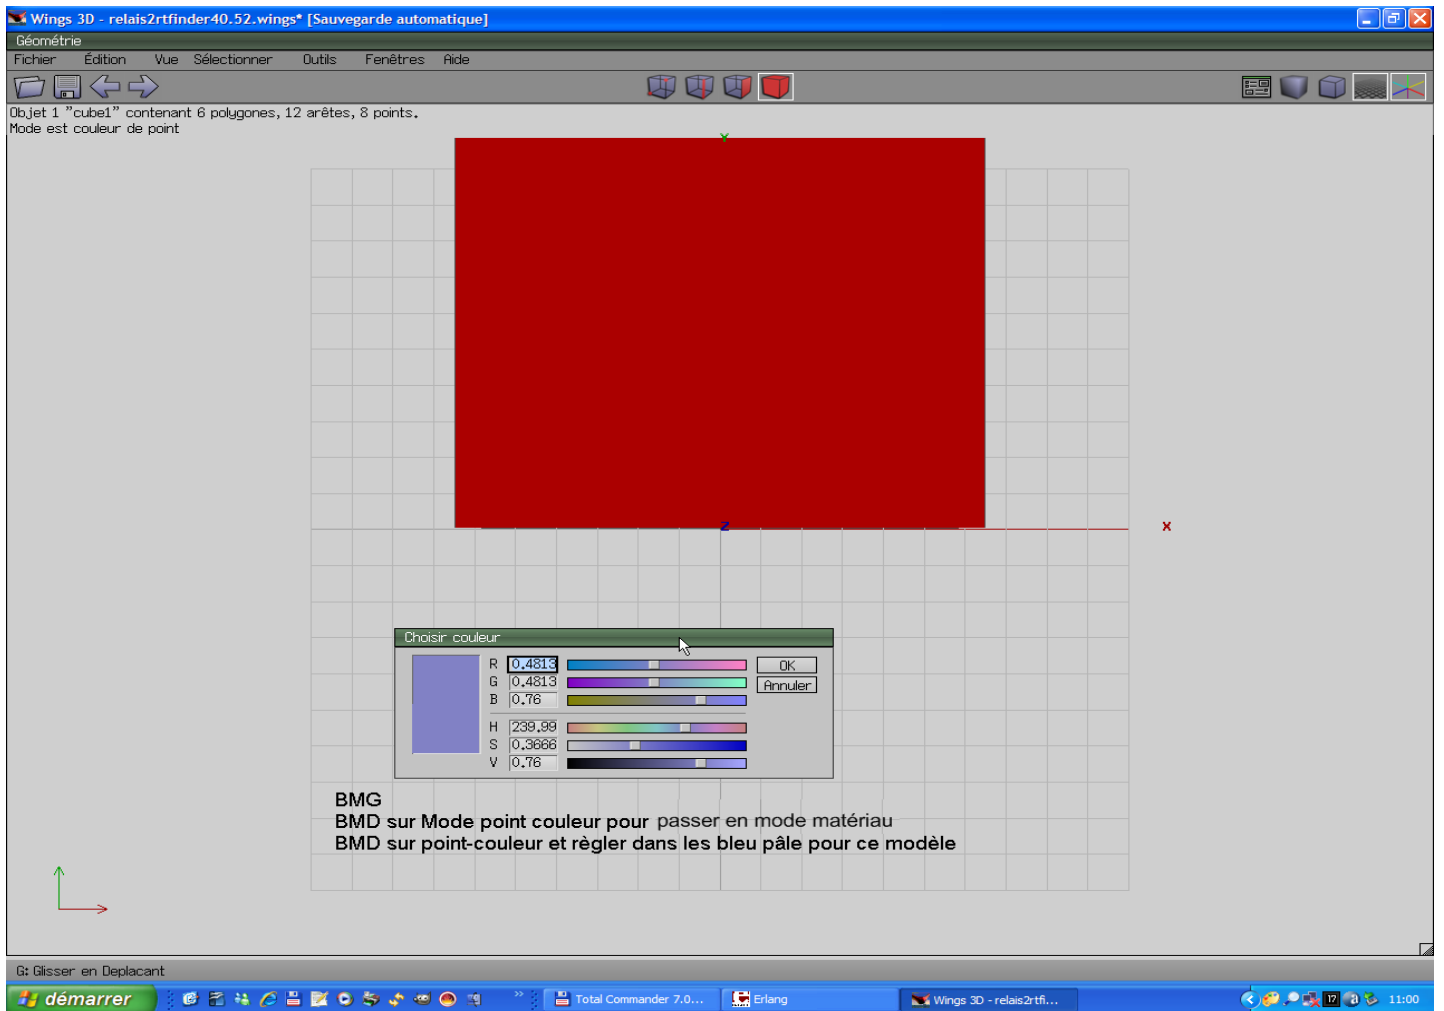 Wings 3D - relais2rtfinder40.52.wings* [Sauvegarde automatique]
Géométrie
Fichier Édition Vue Sélectionner Outils Fenêtres Aide
Objet 1 "cube1" contenant 6 polygones, 12 arêtes, 8 points.
Mode est couleur de point
Y
Z
X
Choisir couleur
R 0.4813 OK
G 0.4813 Annuler
B 0.76
H 239.99
S 0.3666
V 0.76
BMG
BMD sur Mode point couleur pour passer en mode matériau
BMD sur point-couleur et règler dans les bleu pâle pour ce modèle
G: Glisser en Deplacant
démarrer Total Commander 7.0... Erlang Wings 3D - relais2rtfi... 17 11:00